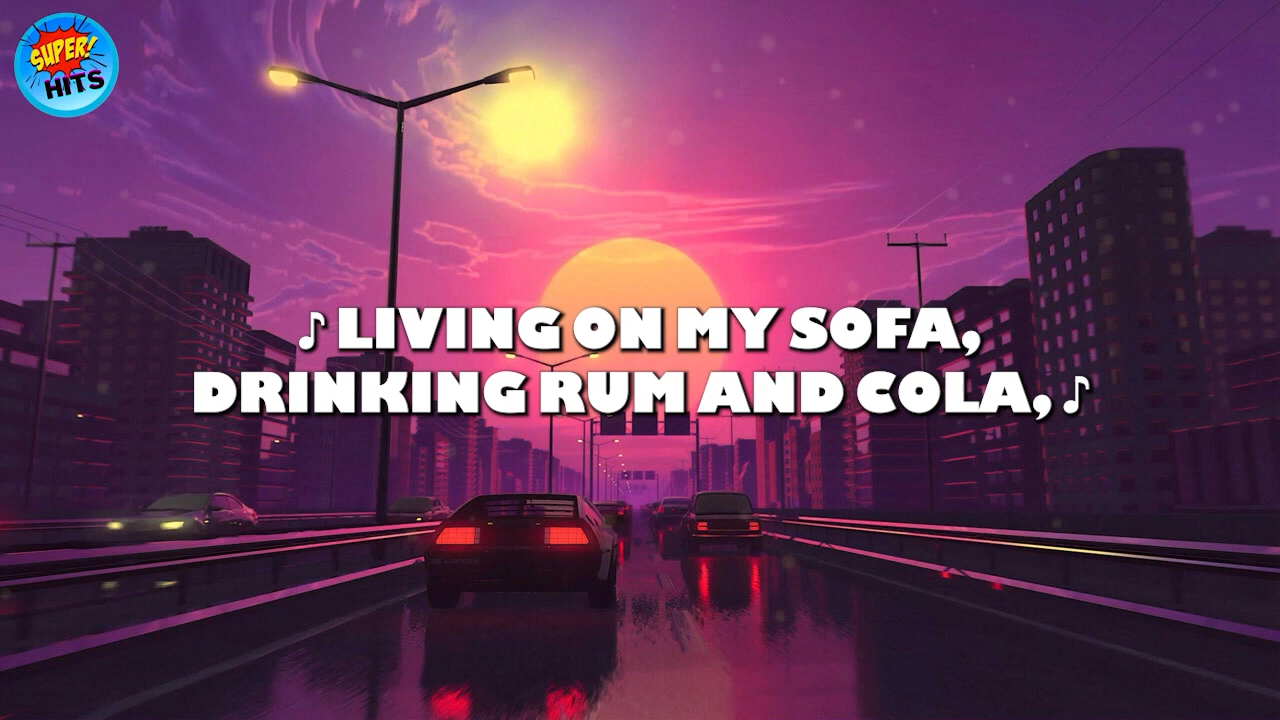 SUPER!
HITS
♪ LIVING ON MY SOFA,
DRINKING RUM AND COLA, ♪